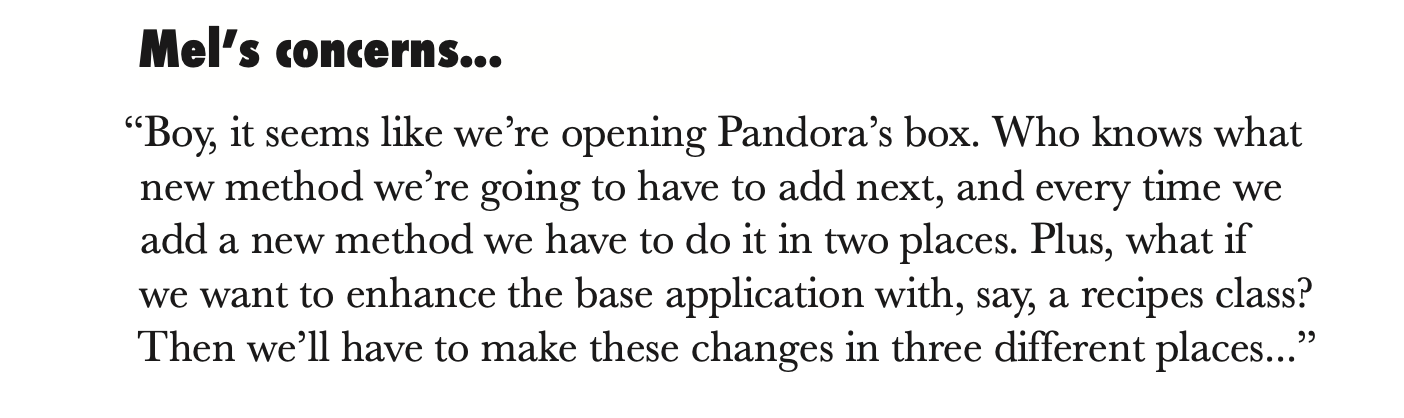 Mel’s concerns...
“Boy, it seems like we’re opening Pandora’s box. Who knows what
new method we’re going to have to add next, and every time we
add a new method we have to do it in two places. Plus, what if
we want to enhance the base application with, say, a recipes class?
Then we’ll have to make these changes in three different places...”